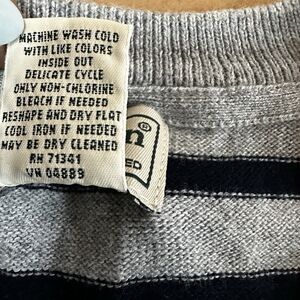 MACHINE WASH COLD
WITH LIKE COLORS
INSIDE OUT
DELICATE CYCLE
ONLY NON-CHLORINE
BLEACH IF NEEDED
RESHAPE AND DRY FLAT
COOL IRON IF NEEDED
MAY BE DRY CLEANED
RN 71341
VN 04889
n®
ED